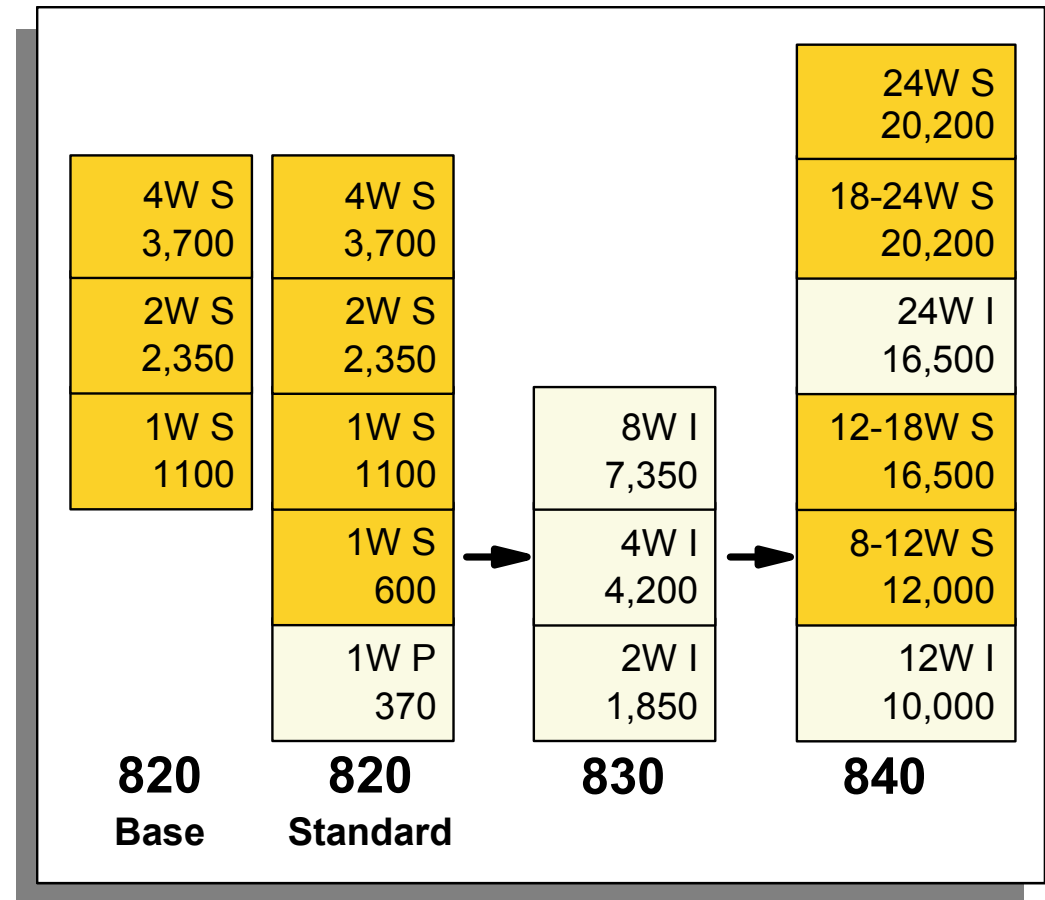 4W S
3,700
2W S
2,350
1W S
1100
820
Base
4W S
3,700
2W S
2,350
1W S
1100
1W S
600
1W P
370
820
Standard
8W I
7,350
4W I
4,200
2W I
1,850
830
24W S
20,200
18-24W S
20,200
24W I
16,500
12-18W S
16,500
8-12W S
12,000
12W I
10,000
840